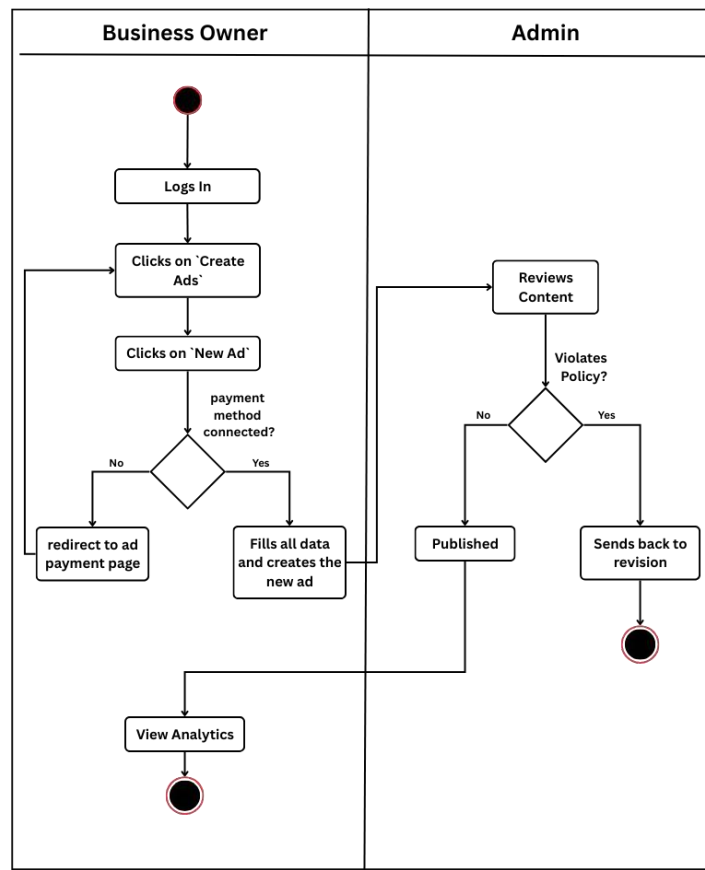 Business Owner
Admin
Logs In
Clicks on `Create
Ads`
Reviews
Content
Clicks on `New Ad`
Violates
Policy?
payment
method
connected?
No
Yes
No
Yes
redirect to ad
payment page
Fills all data
and creates the
new ad
Published
Sends back to
revision
View Analytics